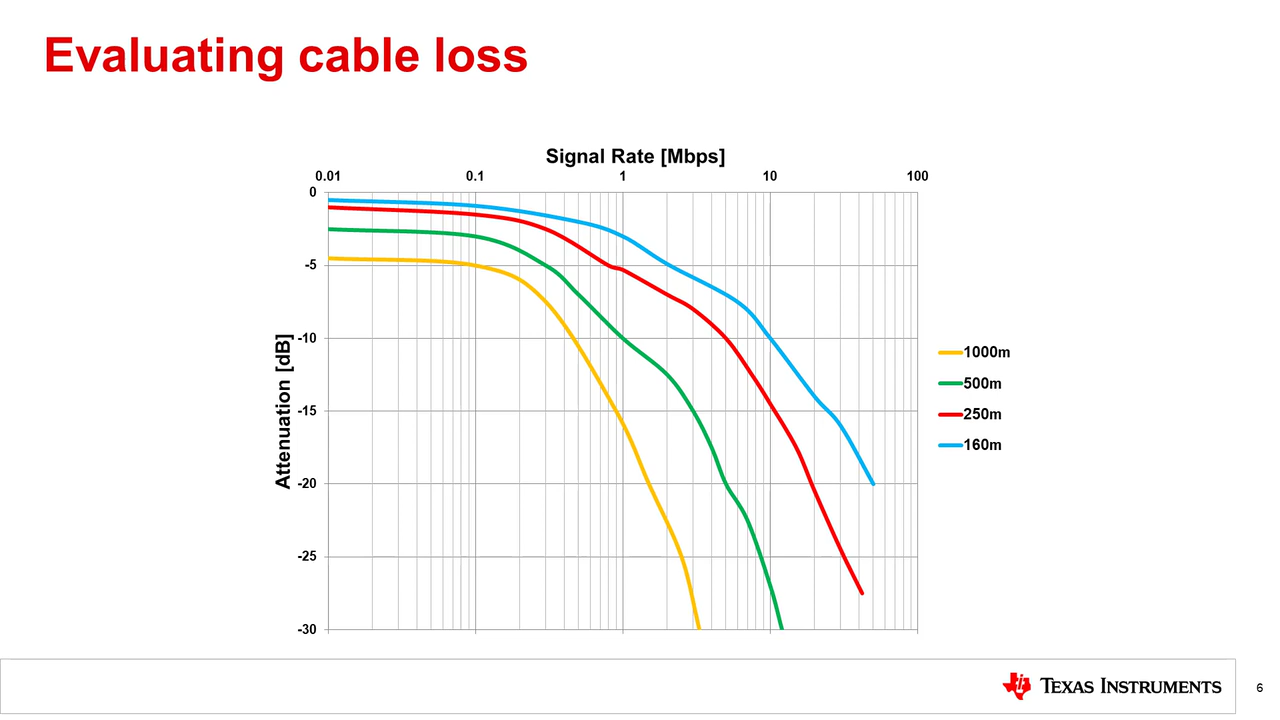 Evaluating cable loss
Signal Rate [Mbps]
0.01 0.1 1 10 100
0
-5
-10
-15
-20
-25
-30
Attenuation [dB]
1000m
500m
250m
160m
TEXAS INSTRUMENTS
6